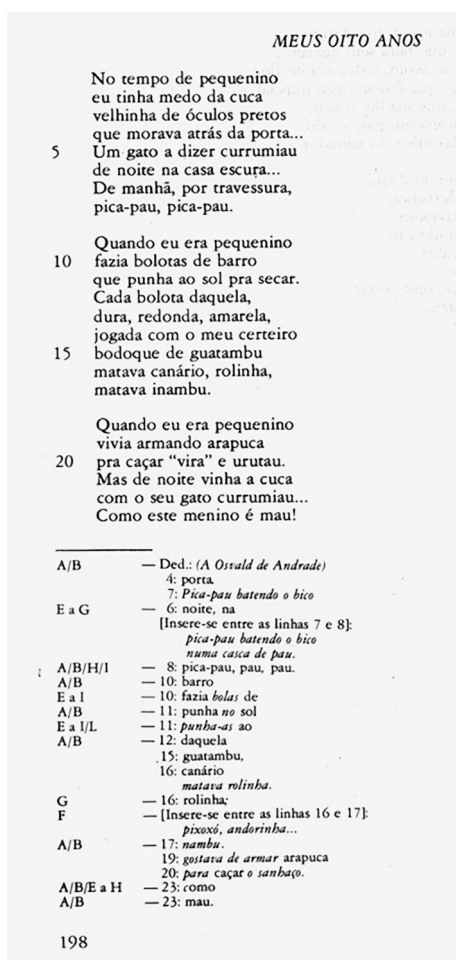 MEUS OITO ANOS
No tempo de pequenino
eu tinha medo da cuca
velhinha de óculos pretos
que morava atrás da porta...
5 Um gato a dizer currumiau
de noite na casa escura...
De manhã, por travessura,
pica-pau, pica-pau.
Quando eu era pequenino
10 fazia bolotas de barro
que punha ao sol pra secar.
Cada bolota daquela,
dura, redonda, amarela,
jogada com o meu certeiro
15 bodoque de guatambu
matava canário, rolinha,
matava inambu.
Quando eu era pequenino
vivia armando arapuca
20 pra caçar "vira" e urutau.
Mas de noite vinha a cuca
com o seu gato currumiau...
Como este menino é mau!
A/B — Ded.: (A Osvald de Andrade)
4: porta
7: Pica-pau batendo o bico
E a G — 6: noite, na
[Insere-se entre as linhas 7 e 8]:
pica-pau batendo o bico
numa casca de pau.
A/B/H/I — 8: pica-pau, pau, pau.
A/B — 10: barro
E a I — 10: fazia bolas de
A/B — 11: punha no sol
E a I/L — 11: punha-as ao
A/B — 12: daquela
15: guatambu,
16: canário
matava rolinha.
G — 16: rolinha;
F — [Insere-se entre as linhas 16 e 17]:
pixoxó, andorinha...
A/B — 17: nambu.
19: gostava de armar arapuca
20: para caçar o sanhaço.
A/B/E a H — 23: como
A/B — 23: mau.
198